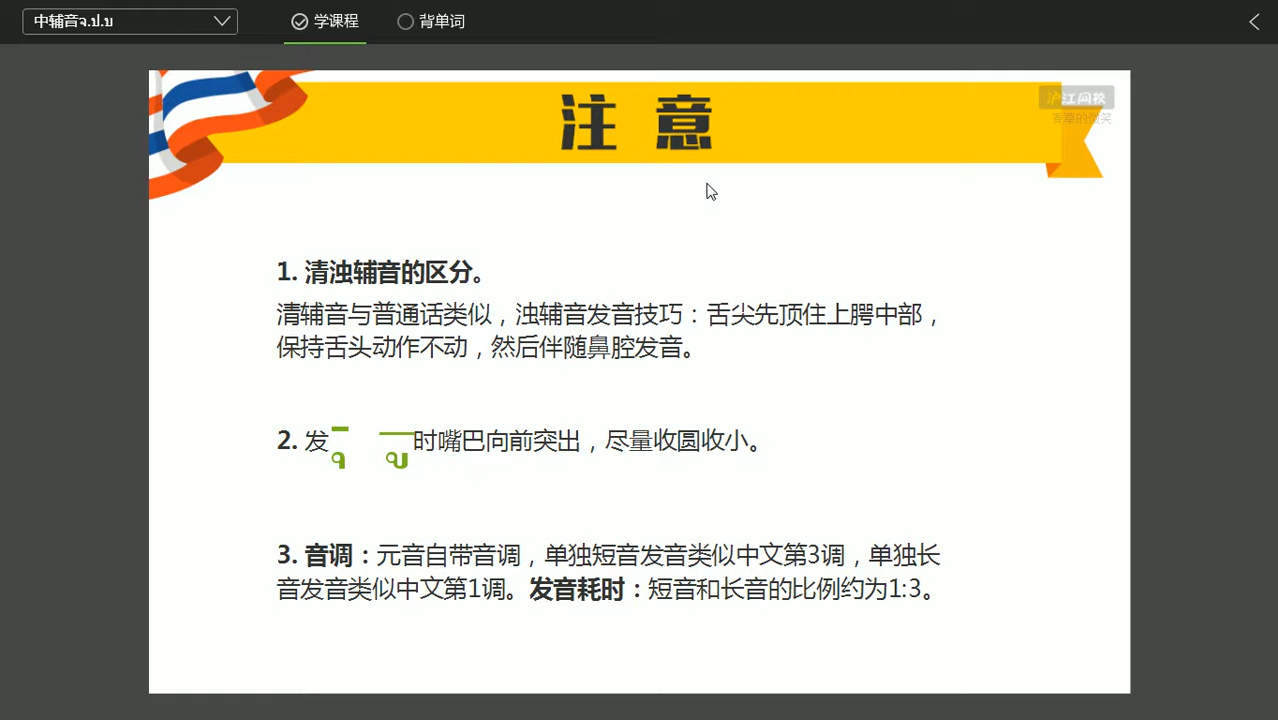 中辅音จ.ป.บ
学课程
背单词
注 意
沪江网校
1. 清浊辅音的区分。
清辅音与普通话类似，浊辅音发音技巧：舌尖先顶住上腭中部，
保持舌头动作不动，然后伴随鼻腔发音。
2. 发 ุ ู 时嘴巴向前突出，尽量收圆收小。
3. 音调：元音自带音调，单独短音发音类似中文第3调，单独长
音发音类似中文第1调。发音耗时：短音和长音的比例约为1:3。